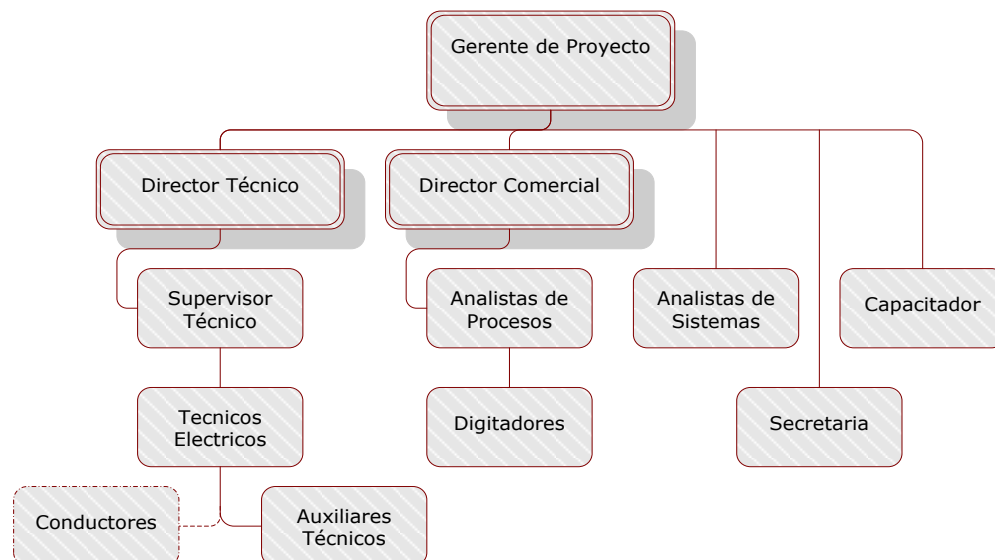 Gerente de Proyecto
Director Técnico
Director Comercial
Supervisor
Técnico
Analistas de
Procesos
Analistas de
Sistemas
Capacitador
Tecnicos
Electricos
Digitadores
Secretaria
Conductores
Auxiliares
Técnicos